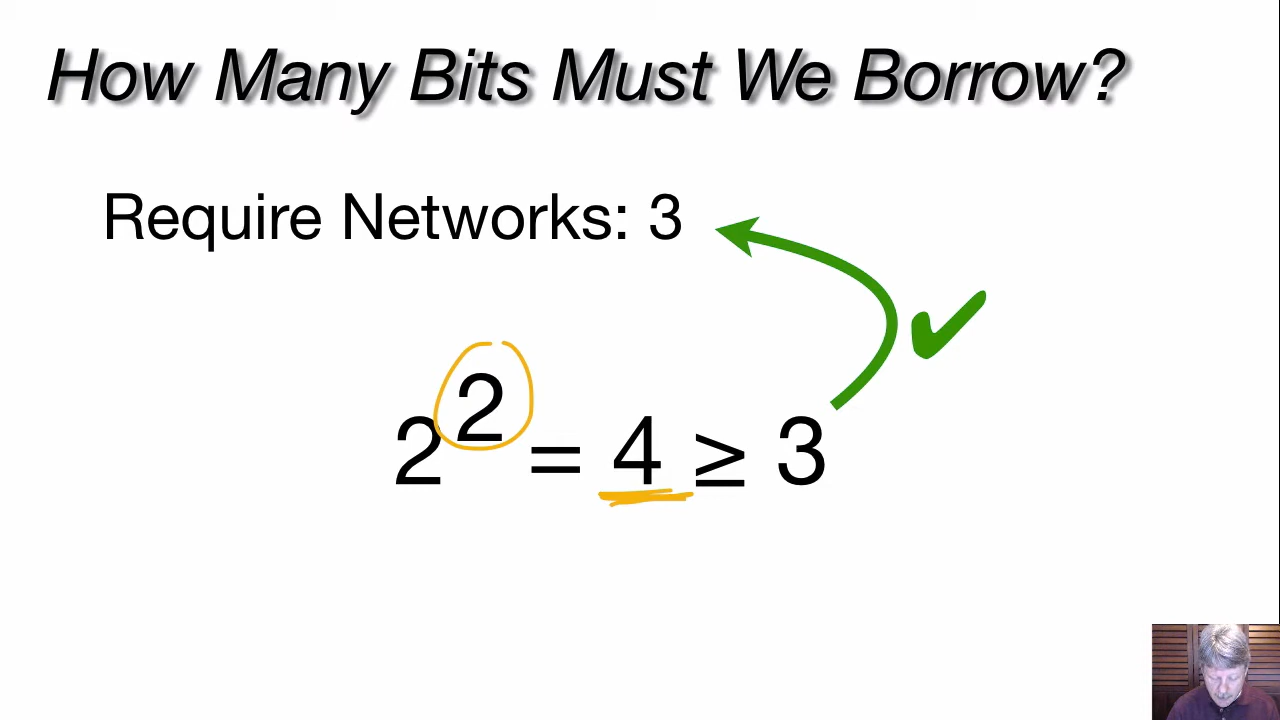 How Many Bits Must We Borrow?
Require Networks: 3
2² = 4 ≥ 3